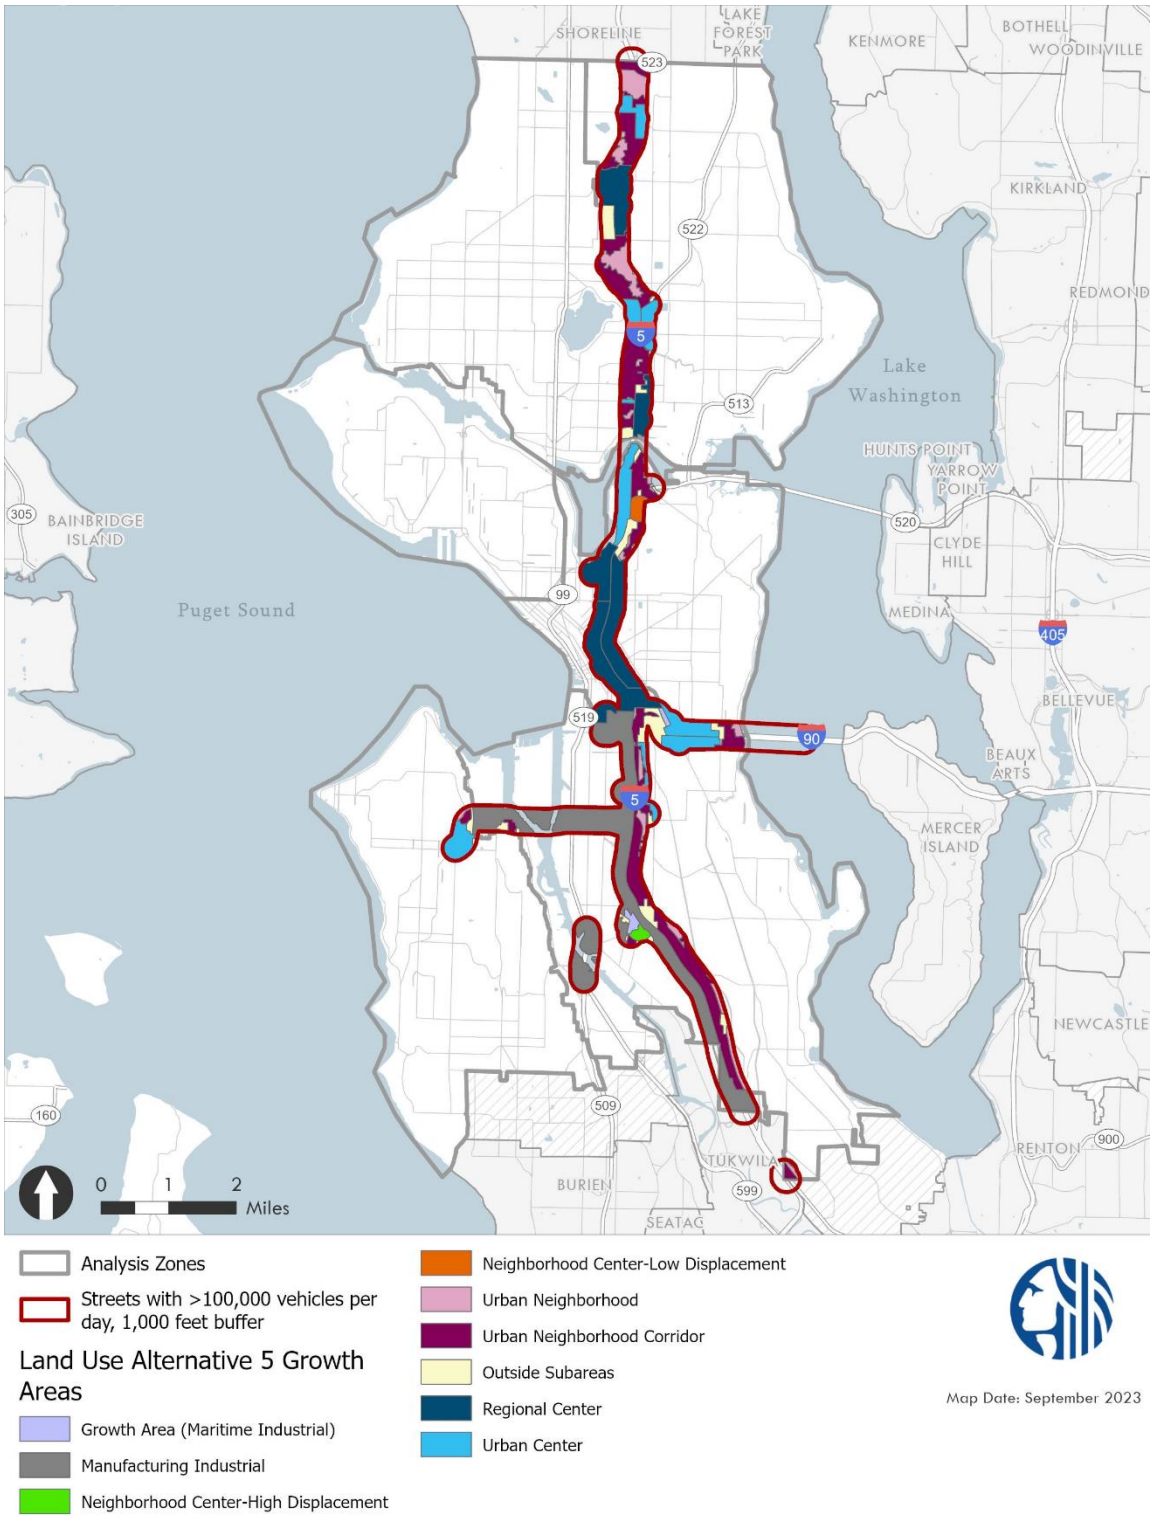 SHORELINE
LAKE
FOREST
PARK
BOTHELL
KENMORE
WOODINVILLE
523
KIRKLAND
522
REDMOND
5
Lake
Washington
513
HUNTS POINT
YARROW
POINT
305
BAINBRIDGE
ISLAND
520
CLYDE
HILL
99
Puget Sound
MEDINA
405
BELLEVUE
519
90
BEAUX
ARTS
5
MERCER
ISLAND
NEWCASTLE
160
509
RENTON
900
TUKWILA
BURIEN
599
SEATAC
0 1 2
Miles
Analysis Zones
Streets with >100,000 vehicles per
day, 1,000 feet buffer
Land Use Alternative 5 Growth
Areas
Growth Area (Maritime Industrial)
Manufacturing Industrial
Neighborhood Center-High Displacement
Neighborhood Center-Low Displacement
Urban Neighborhood
Urban Neighborhood Corridor
Outside Subareas
Regional Center
Urban Center
Map Date: September 2023